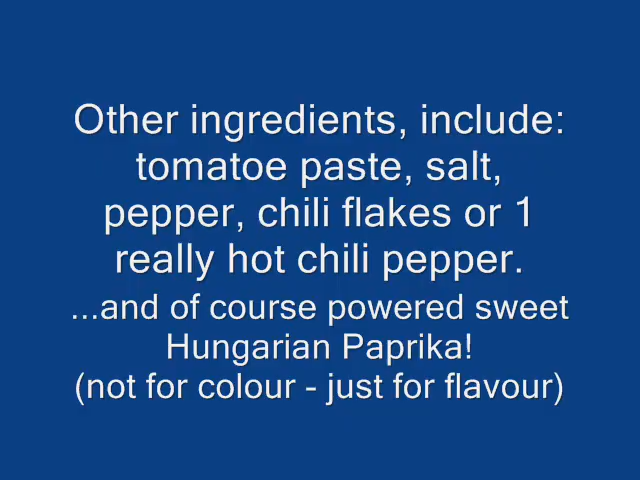 Other ingredients, include:
tomatoe paste, salt,
pepper, chili flakes or 1
really hot chili pepper.
...and of course powered sweet
Hungarian Paprika!
(not for colour - just for flavour)